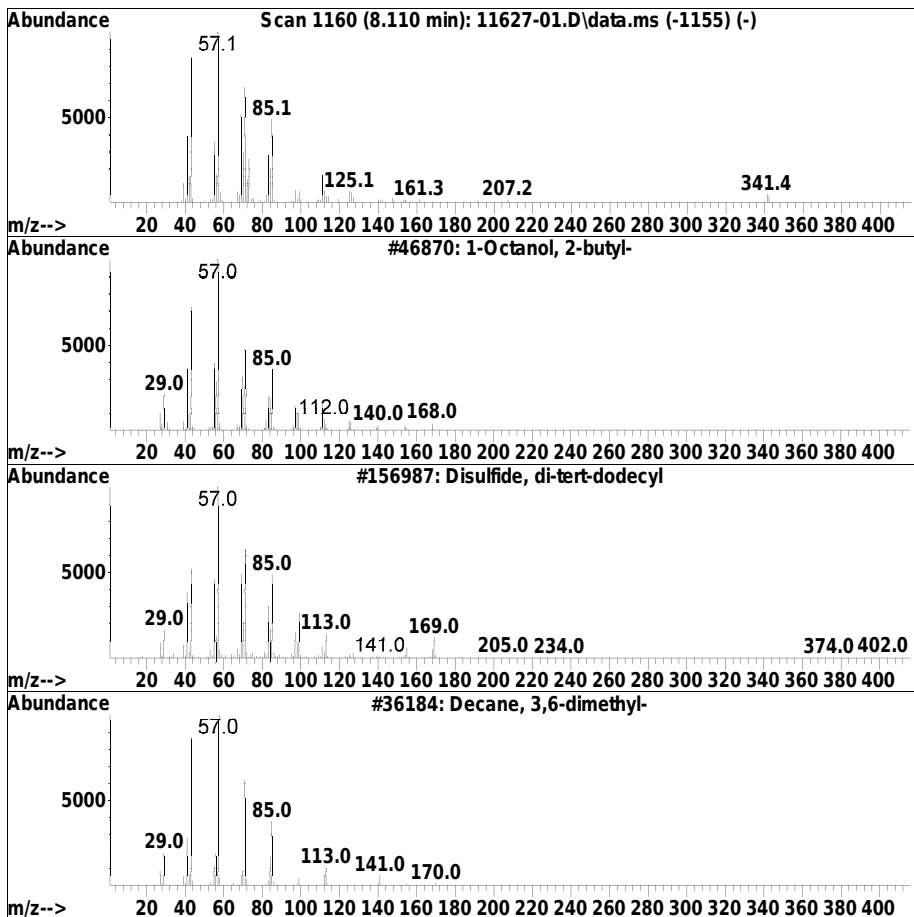 Abundance Scan 1160 (8.110 min): 11627-01.D\data.ms (-1155) (-)
57.1
5000 85.1
125.1 161.3 207.2 341.4
m/z--> 20 40 60 80 100 120 140 160 180 200 220 240 260 280 300 320 340 360 380 400
Abundance #46870: 1-Octanol, 2-butyl-
57.0
5000 85.0
29.0 112.0 140.0 168.0
m/z--> 20 40 60 80 100 120 140 160 180 200 220 240 260 280 300 320 340 360 380 400
Abundance #156987: Disulfide, di-tert-dodecyl
57.0
5000 85.0
29.0 113.0 141.0 169.0 205.0 234.0 374.0 402.0
m/z--> 20 40 60 80 100 120 140 160 180 200 220 240 260 280 300 320 340 360 380 400
Abundance #36184: Decane, 3,6-dimethyl-
57.0
5000 85.0
29.0 113.0 141.0 170.0
m/z--> 20 40 60 80 100 120 140 160 180 200 220 240 260 280 300 320 340 360 380 400